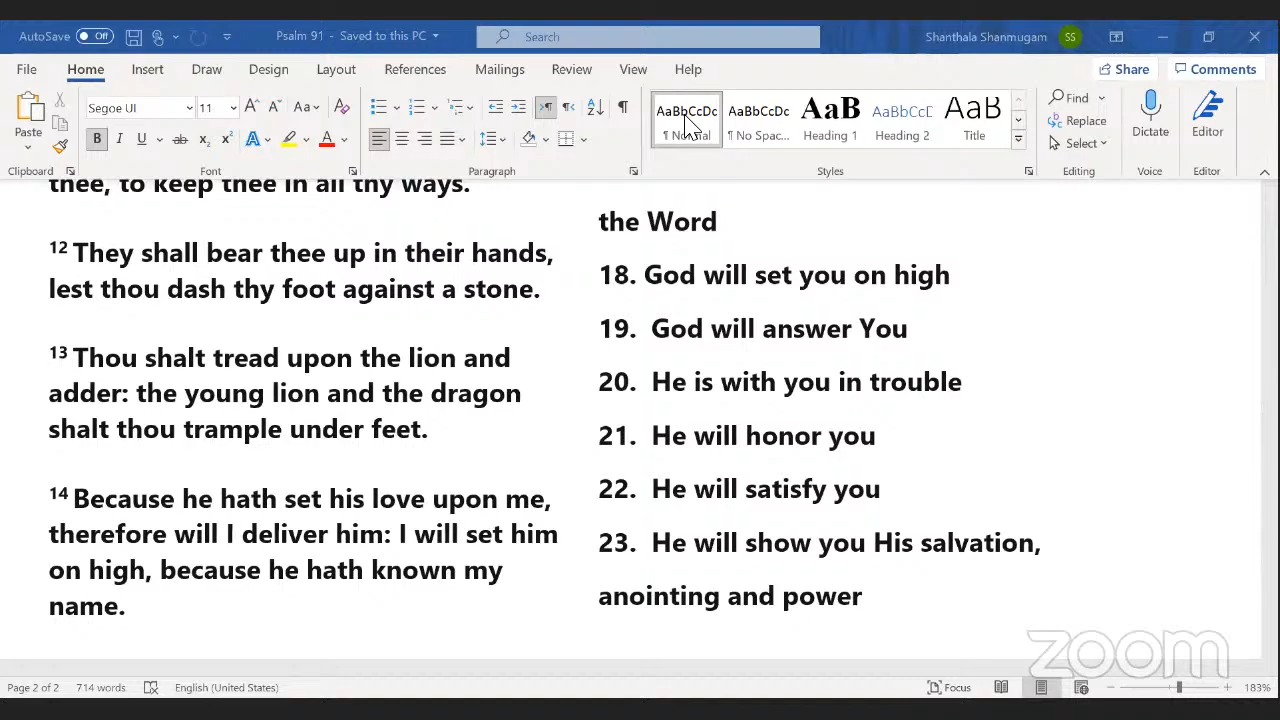 AutoSave Off
Psalm 91 - Saved to this PC
Search
Shanthala Shanmugam SS
File Home Insert Draw Design Layout References Mailings Review View Help
Share Comments
Paste
Clipboard
Segoe UI 11
Aa
B I U ab x₂ x² A A
Font
Paragraph
AaBbCcDc AaBbCcDc AaB AaBbCcD AaB
¶ Normal ¶ No Spac... Heading 1 Heading 2 Title
Styles
Find
Replace
Select
Editing
Dictate
Voice
Editor
Editor
thee, to keep thee in all thy ways.
12 They shall bear thee up in their hands,
lest thou dash thy foot against a stone.
13 Thou shalt tread upon the lion and
adder: the young lion and the dragon
shalt thou trample under feet.
14 Because he hath set his love upon me,
therefore will I deliver him: I will set him
on high, because he hath known my
name.
the Word
18. God will set you on high
19. God will answer You
20. He is with you in trouble
21. He will honor you
22. He will satisfy you
23. He will show you His salvation,
anointing and power
zoom
Page 2 of 2 714 words English (United States)
Focus
183%